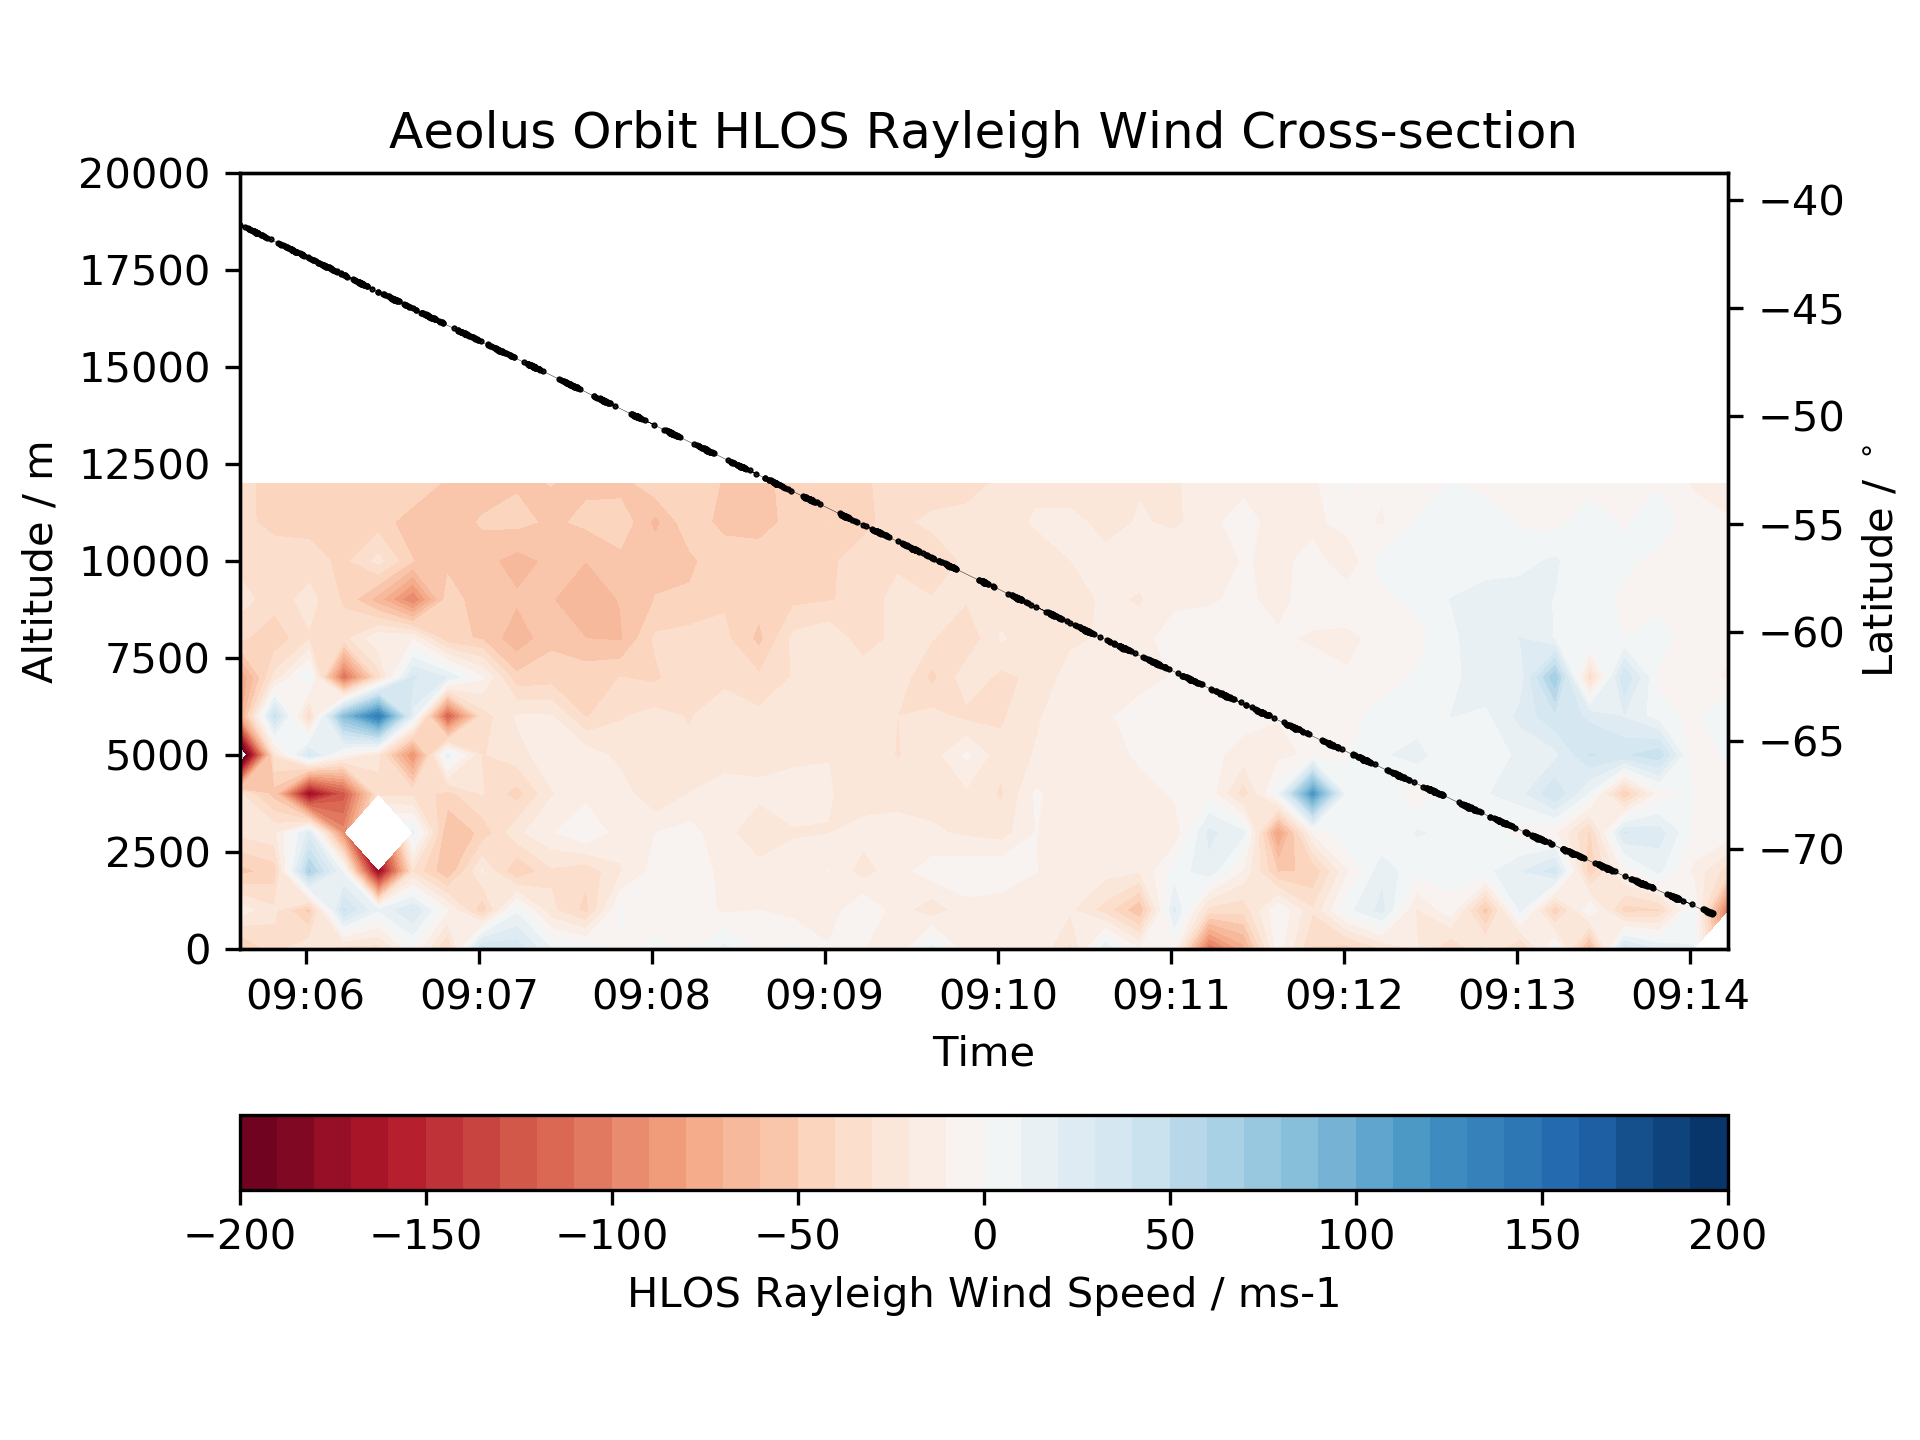 Aeolus Orbit HLOS Rayleigh Wind Cross-section
20000
17500
15000
12500
10000
7500
5000
2500
0
Altitude / m
−40
−45
−50
−55
−60
−65
−70
Latitude / °
09:06 09:07 09:08 09:09 09:10 09:11 09:12 09:13 09:14
Time
−200 −150 −100 −50 0 50 100 150 200
HLOS Rayleigh Wind Speed / ms-1